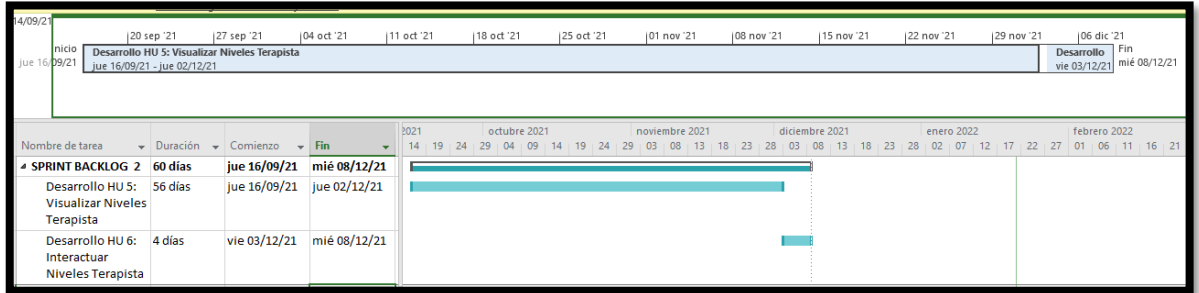 14/09/21
20 sep '21 27 sep '21 04 oct '21 11 oct '21 18 oct '21 25 oct '21 01 nov '21 08 nov '21 15 nov '21 22 nov '21 29 nov '21 06 dic '21
nicio
jue 16/09/21
Desarrollo HU 5: Visualizar Niveles Terapista
jue 16/09/21 - jue 02/12/21
Desarrollo
vie 03/12/21
Fin
mié 08/12/21
Nombre de tarea Duración Comienzo Fin
2021 octubre 2021 noviembre 2021 diciembre 2021 enero 2022 febrero 2022
14 19 24 29 04 09 14 19 24 29 03 08 13 18 23 28 03 08 13 18 23 28 02 07 12 17 22 27 01 06 11 16 21
SPRINT BACKLOG 2 60 días jue 16/09/21 mié 08/12/21
Desarrollo HU 5: 56 días jue 16/09/21 jue 02/12/21
Visualizar Niveles
Terapista
Desarrollo HU 6: 4 días vie 03/12/21 mié 08/12/21
Interactuar
Niveles Terapista